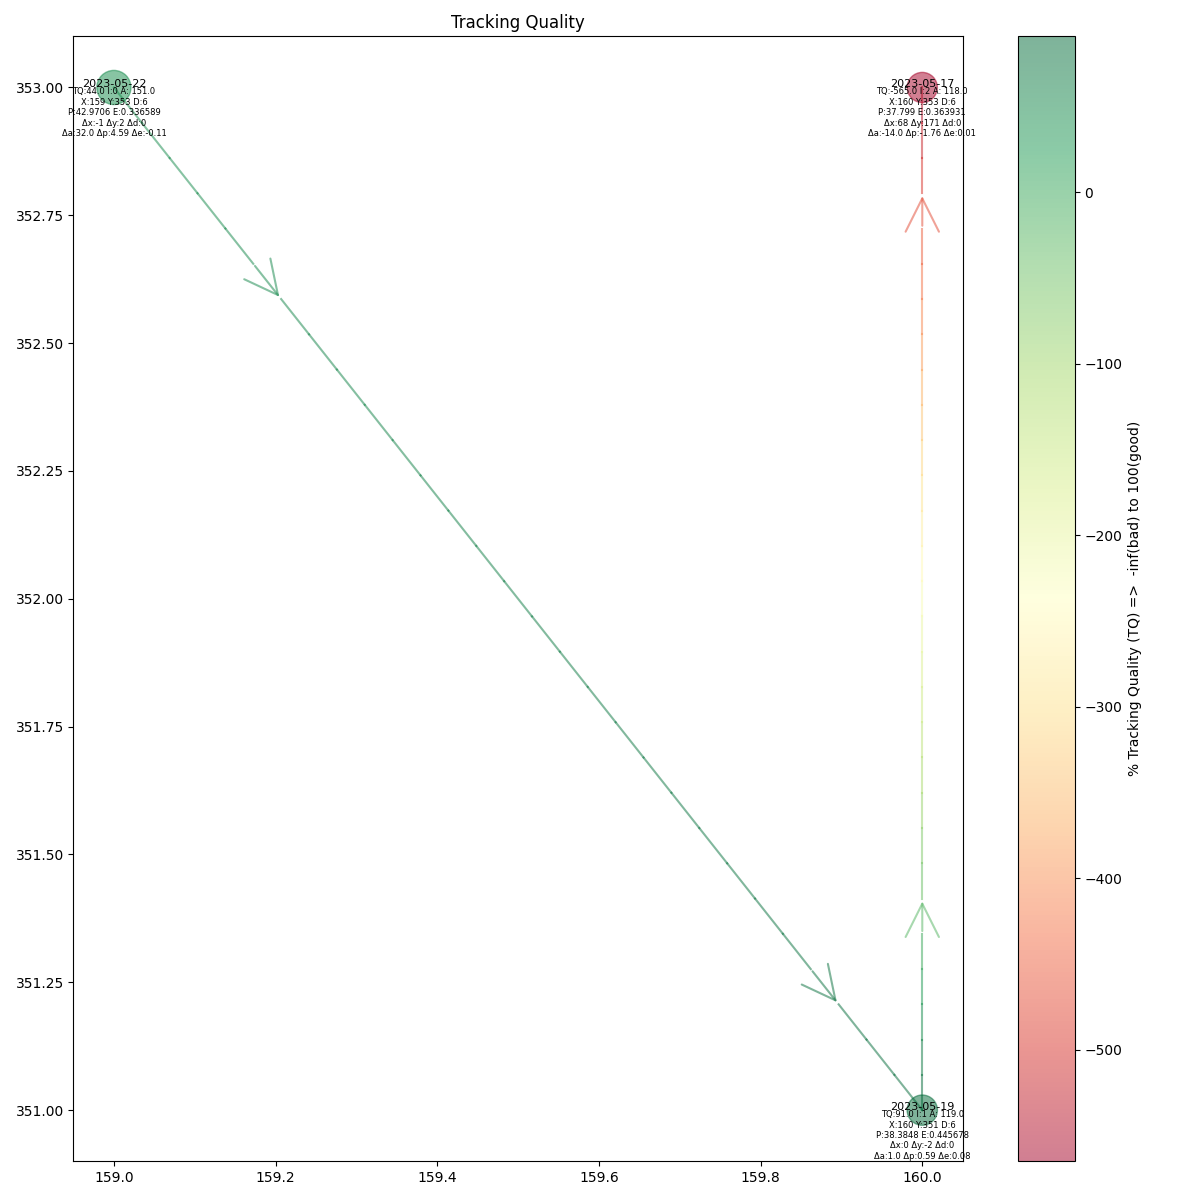 Tracking Quality
353.00
352.75
352.50
352.25
352.00
351.75
351.50
351.25
351.00
2023-05-22
TQ:44.0 I:0 A: 151.0
X:159 Y:353 D:6
P:42.9706 E:0.336589
Δx:-1 Δy:2 Δd:0
Δa:32.0 Δp:4.59 Δe:-0.11
2023-05-17
TQ:-565.0 I:2 A: 118.0
X:160 Y:353 D:6
P:37.799 E:0.363931
Δx:68 Δy:171 Δd:0
Δa:-14.0 Δp:-1.76 Δe:0.01
2023-05-19
TQ:91.0 I:1 A: 119.0
X:160 Y:351 D:6
P:38.3848 E:0.445678
Δx:0 Δy:-2 Δd:0
Δa:1.0 Δp:0.59 Δe:0.08
159.0 159.2 159.4 159.6 159.8 160.0
0
−100
−200
−300
−400
−500
% Tracking Quality (TQ) => -inf(bad) to 100(good)